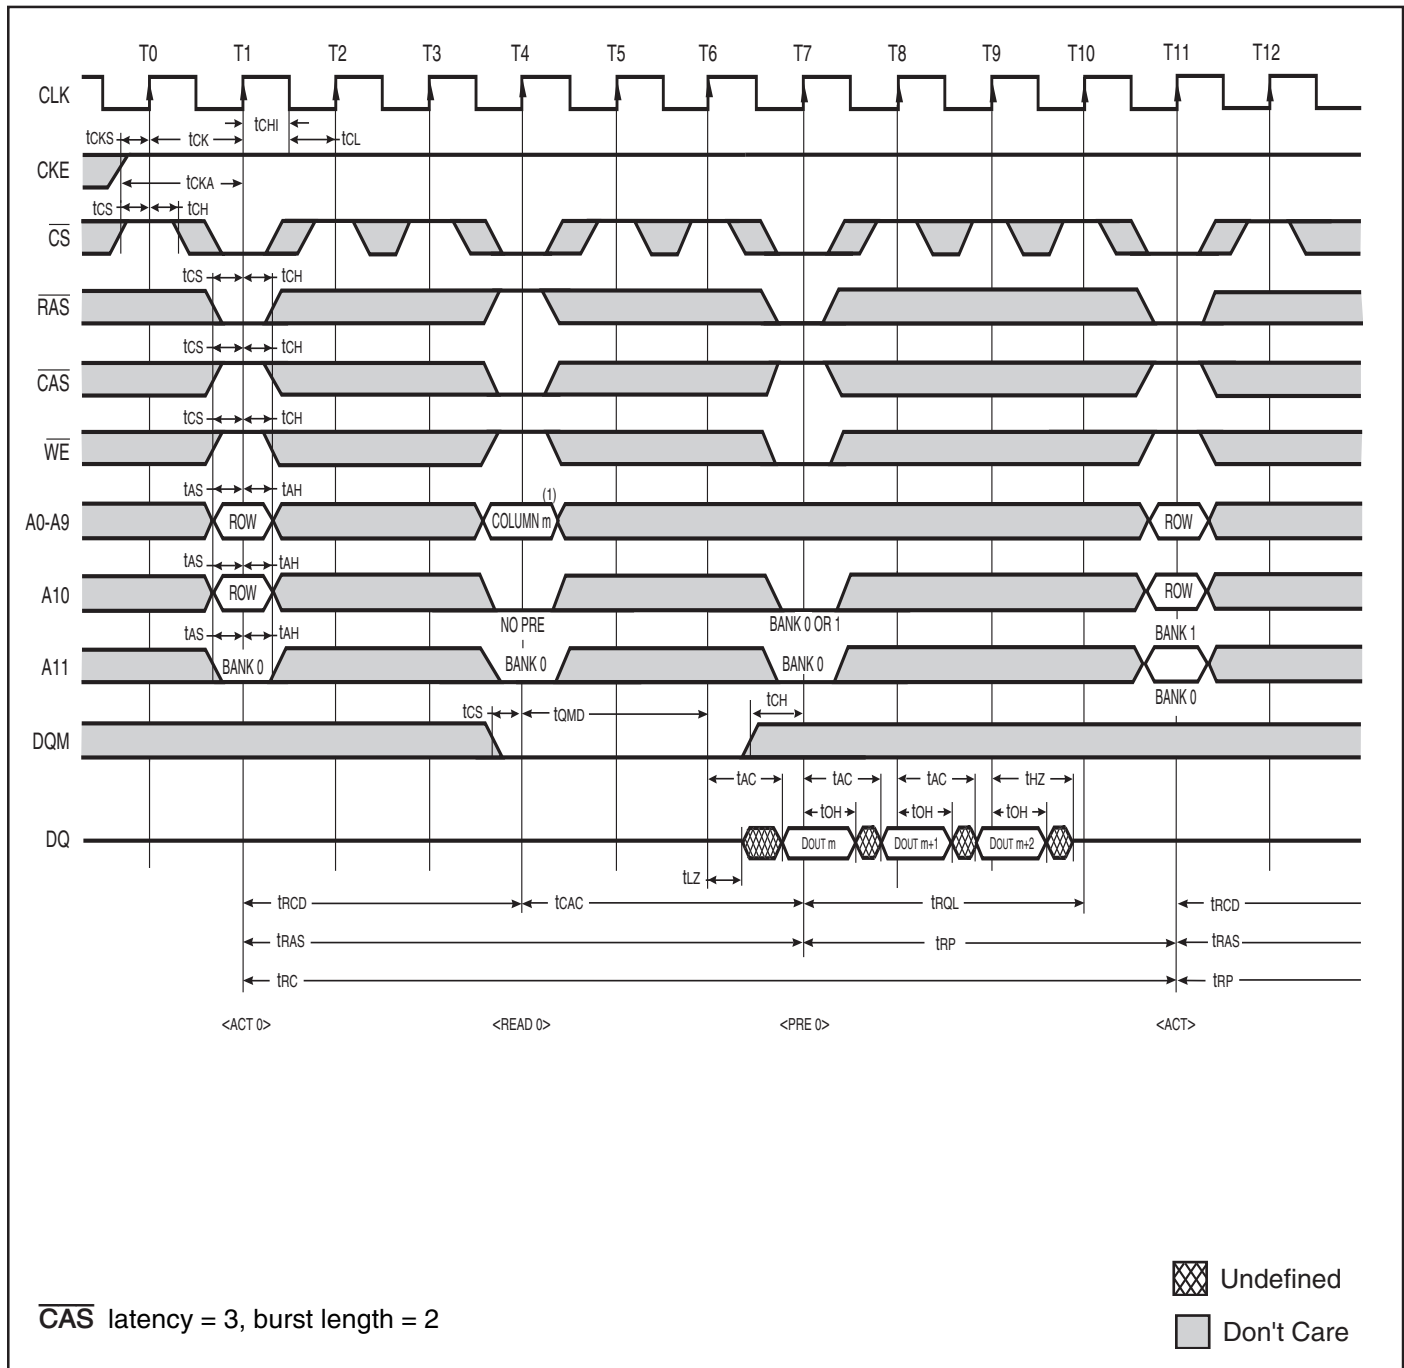 T0 T1 T2 T3 T4 T5 T6 T7 T8 T9 T10 T11 T12
CLK
tCHI
tCKS tCK tCL
CKE
tCKA
tCS tCH
CS
tCS tCH
RAS
tCS tCH
CAS
tCS tCH
WE
tAS tAH
(1)
A0-A9 ROW COLUMN m ROW
tAS tAH
A10 ROW ROW
NO PRE BANK 0 OR 1
tAS tAH BANK 1
A11 BANK 0 BANK 0 BANK 0
BANK 0
tCH
tCS tQMD
DQM
tAC tAC tAC tHZ
tOH tOH tOH
DQ DOUT m DOUT m+1 DOUT m+2
tLZ
tRCD tCAC tRQL tRCD
tRAS tRP tRAS
tRC tRP
<ACT 0> <READ 0> <PRE 0> <ACT>
Undefined
CAS latency = 3, burst length = 2
Don't Care